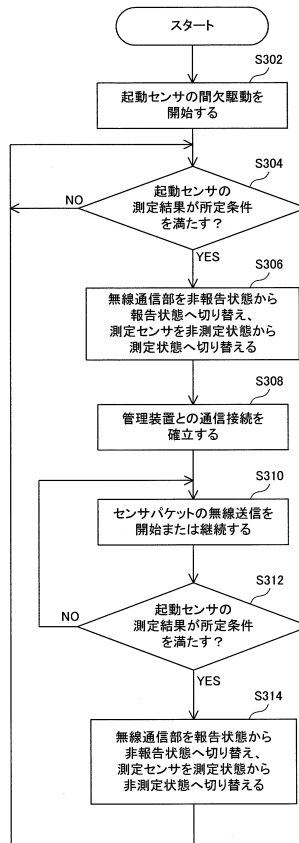 スタート
S302
起動センサの間欠駆動を
開始する
S304
起動センサの
測定結果が所定条件
を満たす？
NO
YES
S306
無線通信部を非報告状態から
報告状態へ切り替え、
測定センサを非測定状態から
測定状態へ切り替える
S308
管理装置との通信接続を
確立する
S310
センサパケットの無線送信を
開始または継続する
S312
起動センサの
測定結果が所定条件
を満たす？
NO
YES
S314
無線通信部を報告状態から
非報告状態へ切り替え、
測定センサを測定状態から
非測定状態へ切り替える